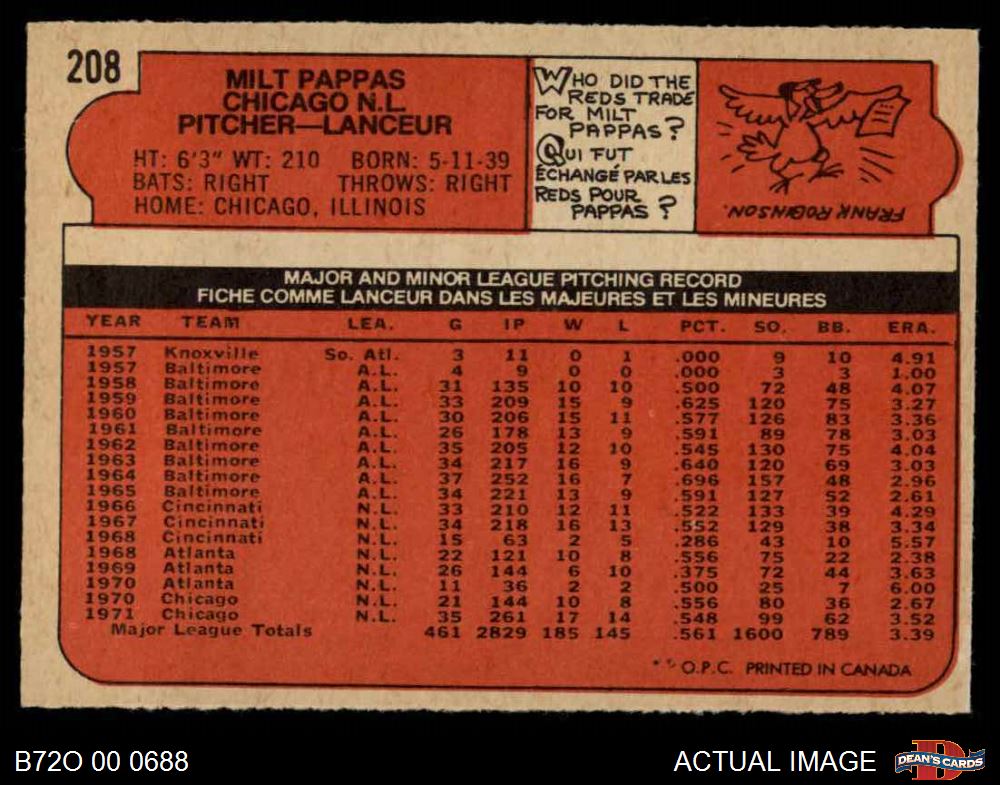 208
MILT PAPPAS
CHICAGO N.L.
PITCHER—LANCEUR
HT: 6'3" WT: 210 BORN: 5-11-39
BATS: RIGHT THROWS: RIGHT
HOME: CHICAGO, ILLINOIS
WHO DID THE
REDS TRADE
FOR MILT
PAPPAS?
QUI FUT
ÉCHANGÉ PAR LES
REDS POUR
PAPPAS?
FRANK ROBINSON.
MAJOR AND MINOR LEAGUE PITCHING RECORD
FICHE COMME LANCEUR DANS LES MAJEURES ET LES MINEURES
YEAR TEAM LEA. G IP W L PCT. SO. BB. ERA.
1957 Knoxville So. Atl. 3 11 0 1 .000 9 10 4.91
1957 Baltimore A.L. 4 9 0 0 .000 3 3 1.00
1958 Baltimore A.L. 31 135 10 10 .500 72 48 4.07
1959 Baltimore A.L. 33 209 15 9 .625 120 75 3.27
1960 Baltimore A.L. 30 206 15 11 .577 126 83 3.36
1961 Baltimore A.L. 26 178 13 9 .591 89 78 3.03
1962 Baltimore A.L. 35 205 12 10 .545 130 75 4.04
1963 Baltimore A.L. 34 217 16 9 .640 120 69 3.03
1964 Baltimore A.L. 37 252 16 7 .696 157 48 2.96
1965 Baltimore A.L. 34 221 13 9 .591 127 52 2.61
1966 Cincinnati N.L. 33 210 12 11 .522 133 39 4.29
1967 Cincinnati N.L. 34 218 16 13 .552 129 38 3.34
1968 Cincinnati N.L. 15 63 2 5 .286 43 10 5.57
1968 Atlanta N.L. 22 121 10 8 .556 75 22 2.38
1969 Atlanta N.L. 26 144 6 10 .375 72 44 3.63
1970 Atlanta N.L. 11 36 2 2 .500 25 7 6.00
1970 Chicago N.L. 21 144 10 8 .556 80 36 2.67
1971 Chicago N.L. 35 261 17 14 .548 99 62 3.52
Major League Totals 461 2829 185 145 .561 1600 789 3.39
** O.P.C. PRINTED IN CANADA
B72O 00 0688
ACTUAL IMAGE
DEAN'S CARDS